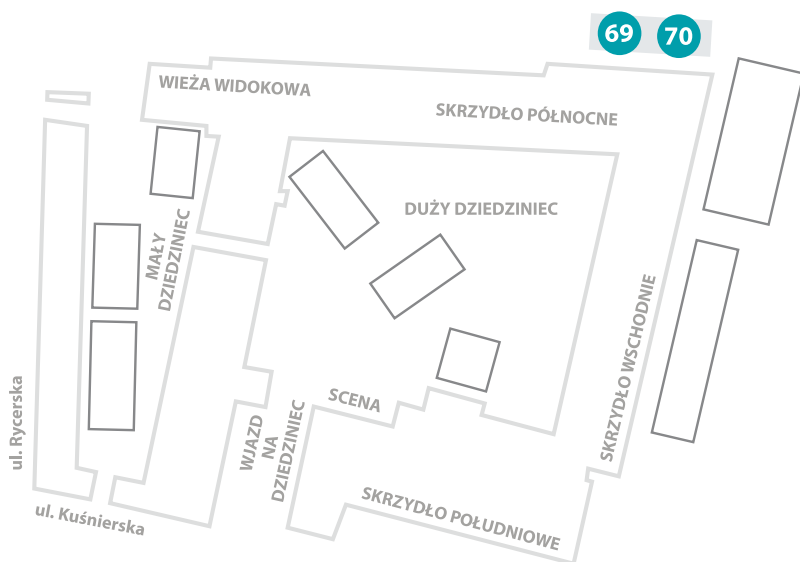 69 70
WIEŻA WIDOKOWA
SKRZYDŁO PÓŁNOCNE
DUŻY DZIEDZINIEC
MAŁY
DZIEDZINIEC
SKRZYDŁO WSCHODNIE
SCENA
WJAZD
NA
DZIEDZINIEC
ul. Rycerska
SKRZYDŁO POŁUDNIOWE
ul. Kuśnierska